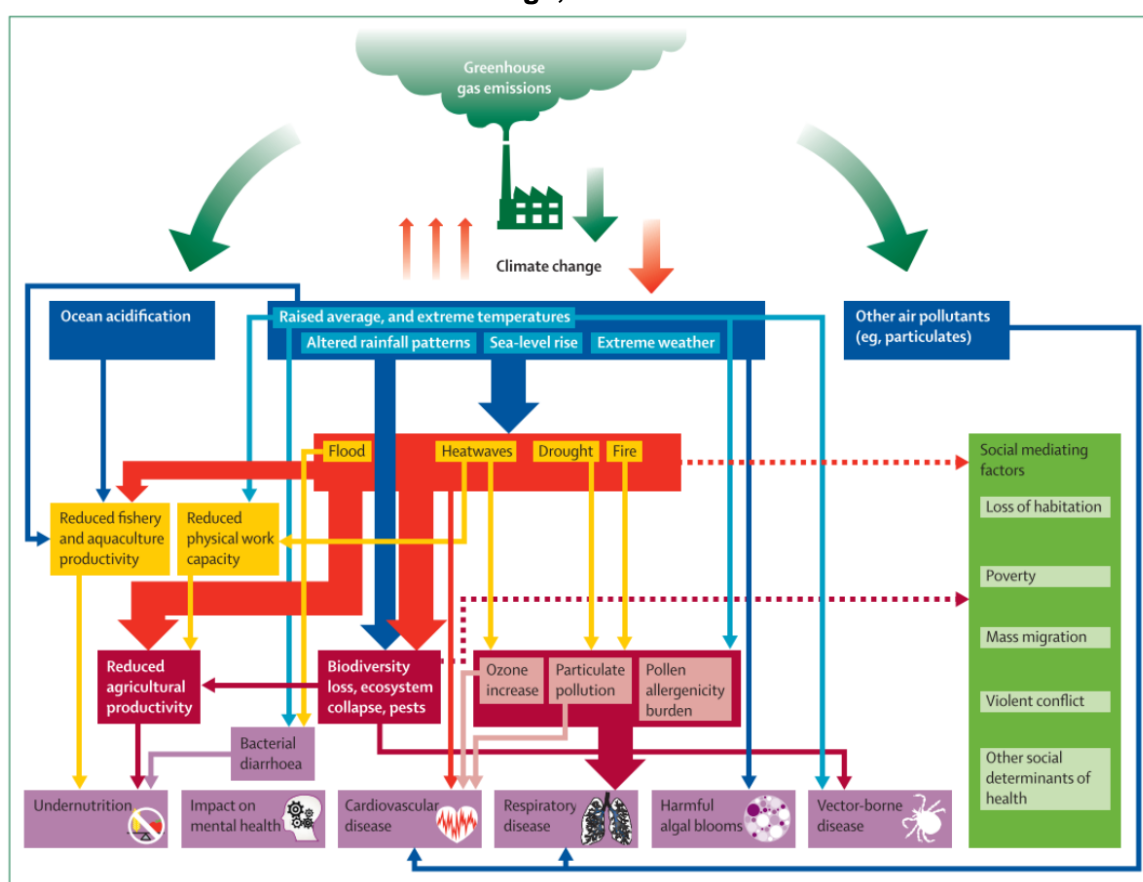 Greenhouse
gas emissions
Climate change
Ocean acidification
Raised average, and extreme temperatures
Altered rainfall patterns
Sea-level rise
Extreme weather
Other air pollutants
(eg, particulates)
Flood
Heatwaves
Drought
Fire
Social mediating
factors
Loss of habitation
Poverty
Mass migration
Violent conflict
Other social
determinants of
health
Reduced fishery
and aquaculture
productivity
Reduced
physical work
capacity
Reduced
agricultural
productivity
Biodiversity
loss, ecosystem
collapse, pests
Ozone
increase
Particulate
pollution
Pollen
allergenicity
burden
Bacterial
diarrhoea
Undernutrition
Impact on
mental health
Cardiovascular
disease
Respiratory
disease
Harmful
algal blooms
Vector-borne
disease